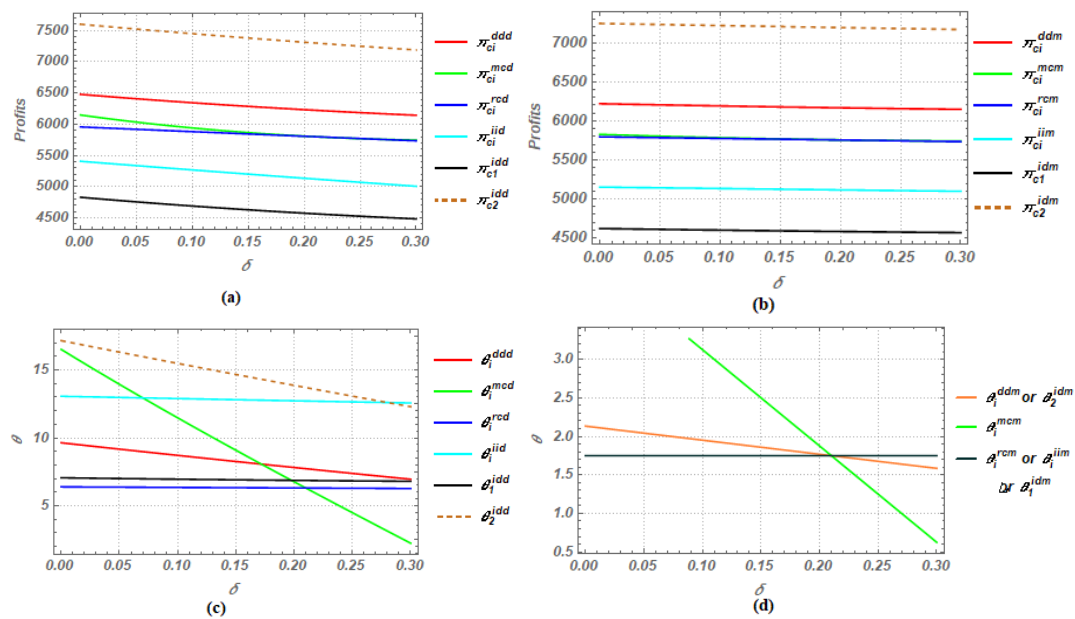 7500
7000
6500
6000
5500
5000
4500
Profits
0.00 0.05 0.10 0.15 0.20 0.25 0.30
δ
π_ci^ddd
π_ci^mcd
π_ci^rcd
π_ci^iid
π_c1^idd
π_c2^idd
(a)
7000
6500
6000
5500
5000
4500
Profits
0.00 0.05 0.10 0.15 0.20 0.25 0.30
δ
π_ci^ddm
π_ci^mcm
π_ci^rcm
π_ci^iim
π_c1^idm
π_c2^idm
(b)
15
10
5
θ
0.00 0.05 0.10 0.15 0.20 0.25 0.30
δ
θ_i^ddd
θ_i^mcd
θ_i^rcd
θ_i^iid
θ_1^idd
θ_2^idd
(c)
3.0
2.5
2.0
1.5
1.0
0.5
θ
0.00 0.05 0.10 0.15 0.20 0.25 0.30
δ
θ_i^ddm or θ_2^idm
θ_i^mcm
θ_i^rcm or θ_i^iim
or θ_1^idm
(d)